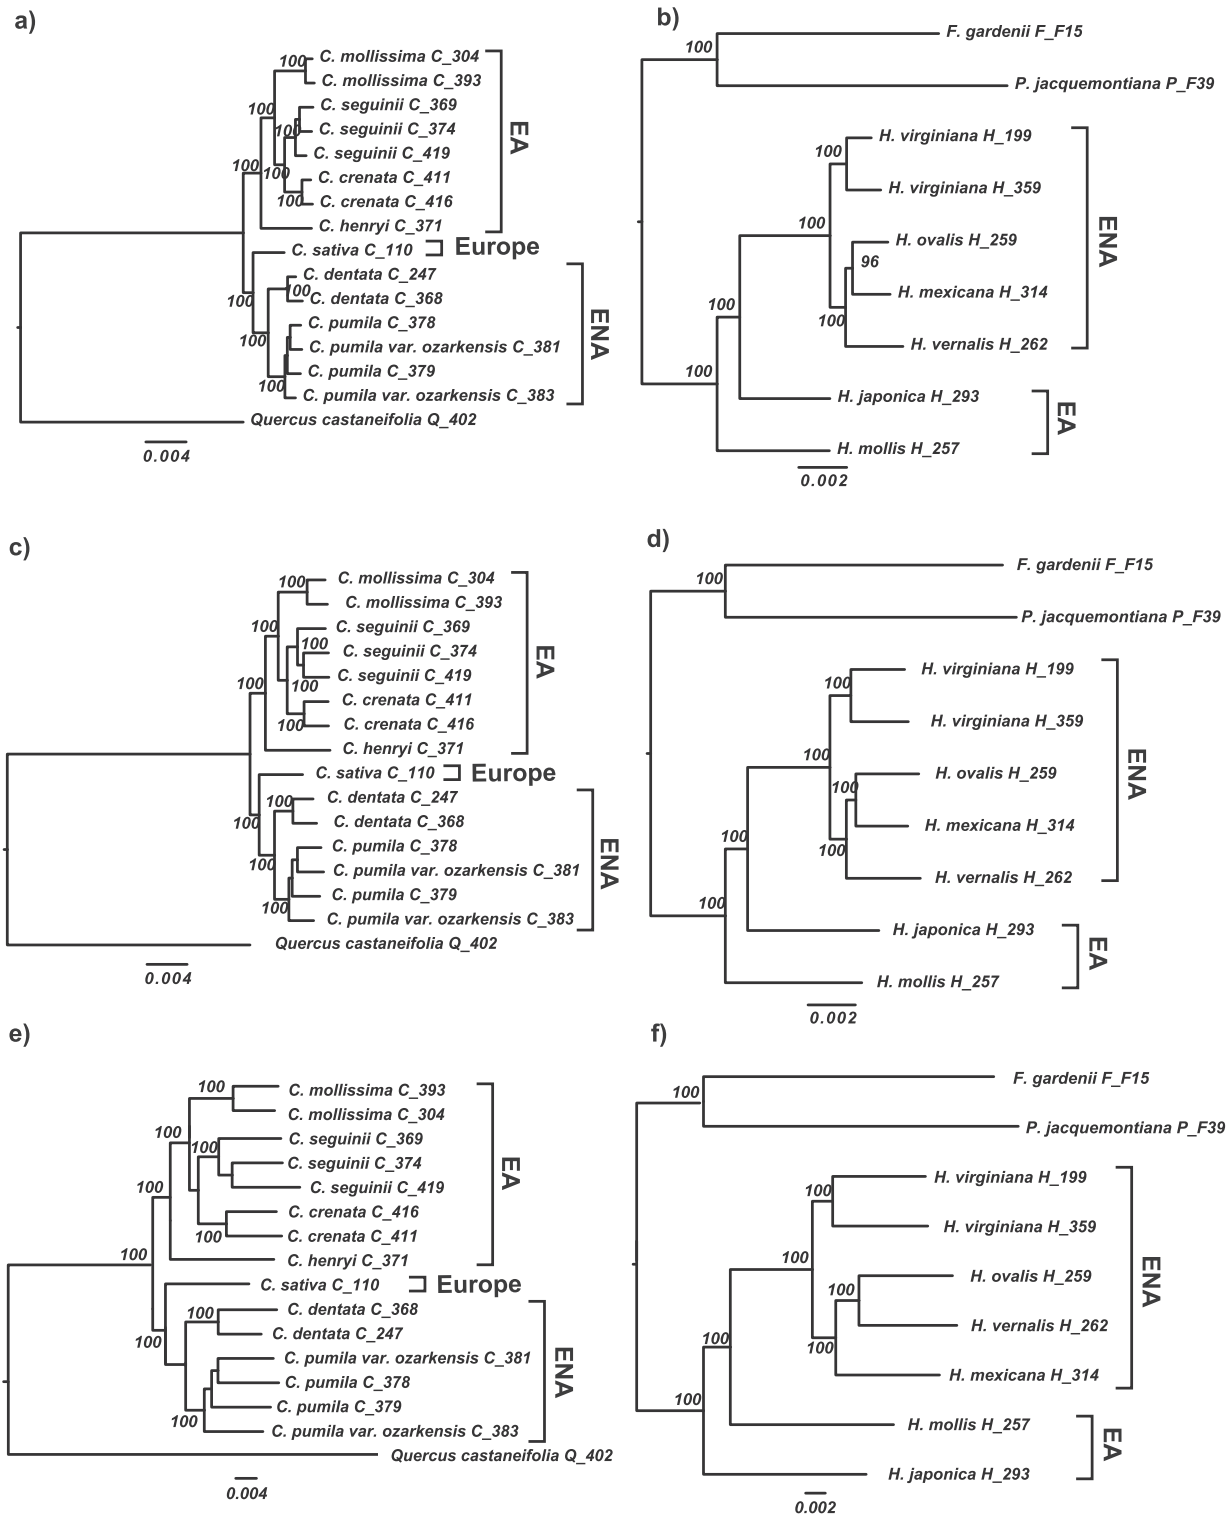 a)
100
C. mollissima C_304
C. mollissima C_393
100
C. seguinii C_369
100
C. seguinii C_374
C. seguinii C_419
100
100
C. crenata C_411
100
C. crenata C_416
C. henryi C_371
EA
C. sativa C_110
Europe
100
C. dentata C_247
100
C. dentata C_368
100
C. pumila C_378
C. pumila var. ozarkensis C_381
C. pumila C_379
100
C. pumila var. ozarkensis C_383
ENA
Quercus castaneifolia Q_402
0.004
b)
F. gardenii F_F15
100
P. jacquemontiana P_F39
H. virginiana H_199
100
H. virginiana H_359
100
H. ovalis H_259
96
H. mexicana H_314
100
H. vernalis H_262
ENA
100
100
H. japonica H_293
H. mollis H_257
EA
0.002
c)
C. mollissima C_304
100
C. mollissima C_393
100
C. seguinii C_369
100
C. seguinii C_374
C. seguinii C_419
100
100
C. crenata C_411
100
C. crenata C_416
C. henryi C_371
EA
C. sativa C_110
Europe
100
C. dentata C_247
100
C. dentata C_368
100
C. pumila C_378
C. pumila var. ozarkensis C_381
C. pumila C_379
100
C. pumila var. ozarkensis C_383
ENA
Quercus castaneifolia Q_402
0.004
d)
F. gardenii F_F15
100
P. jacquemontiana P_F39
H. virginiana H_199
100
H. virginiana H_359
100
H. ovalis H_259
100
H. mexicana H_314
100
H. vernalis H_262
ENA
100
100
H. japonica H_293
H. mollis H_257
EA
0.002
e)
100
C. mollissima C_393
C. mollissima C_304
100
C. seguinii C_369
100
C. seguinii C_374
C. seguinii C_419
100
C. crenata C_416
100
C. crenata C_411
C. henryi C_371
EA
100
C. sativa C_110
Europe
100
C. dentata C_368
100
C. dentata C_247
C. pumila var. ozarkensis C_381
C. pumila C_378
C. pumila C_379
100
C. pumila var. ozarkensis C_383
ENA
Quercus castaneifolia Q_402
0.004
f)
F. gardenii F_F15
100
P. jacquemontiana P_F39
H. virginiana H_199
100
H. virginiana H_359
100
H. ovalis H_259
100
H. vernalis H_262
100
H. mexicana H_314
ENA
100
100
H. mollis H_257
H. japonica H_293
EA
0.002